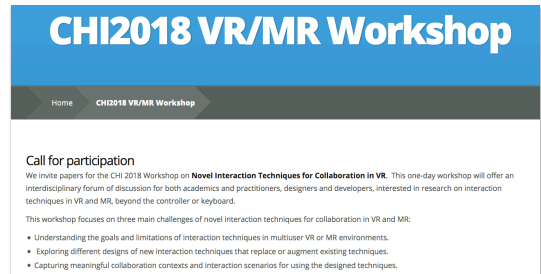 CHI2018 VR/MR Workshop
Home CHI2018 VR/MR Workshop
Call for participation
We invite papers for the CHI 2018 Workshop on Novel Interaction Techniques for Collaboration in VR. This one-day workshop will offer an
interdisciplinary forum of discussion for both academics and practitioners, designers and developers, interested in research on interaction
techniques in VR and MR, beyond the controller or keyboard.
This workshop focuses on three main challenges of novel interaction techniques for collaboration in VR and MR:
• Understanding the goals and limitations of interaction techniques in multiuser VR or MR environments.
• Exploring different designs of new interaction techniques that replace or augment existing techniques.
• Capturing meaningful collaboration contexts and interaction scenarios for using the designed techniques.